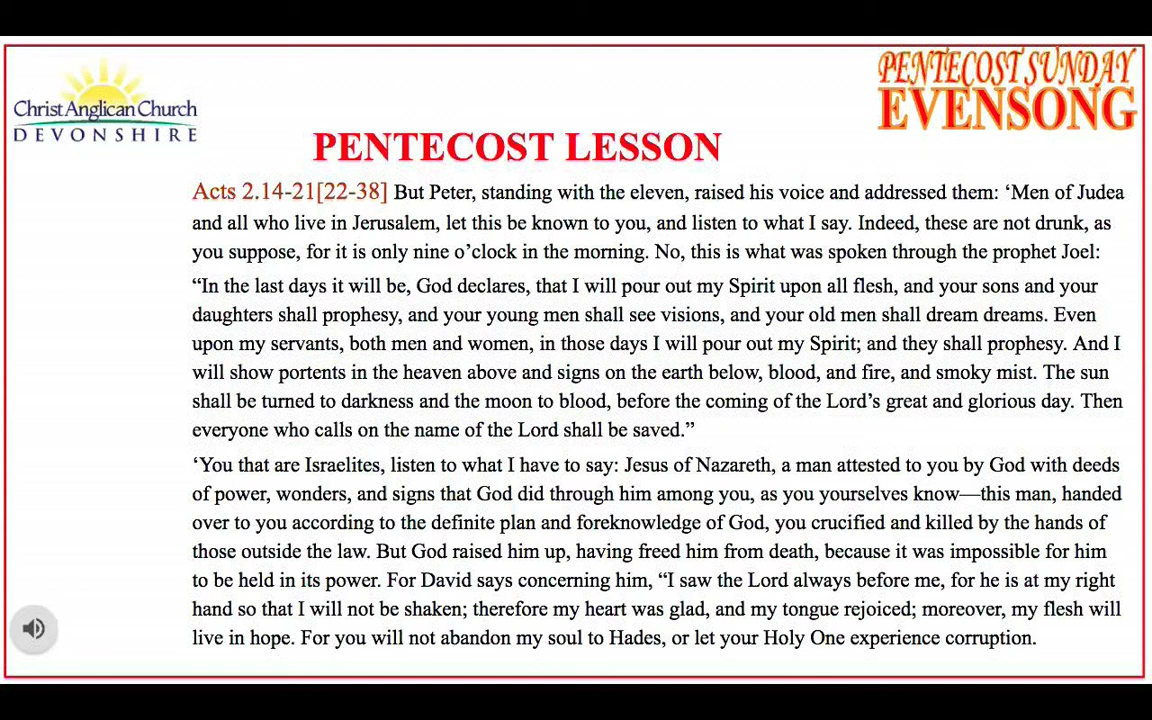 Christ Anglican Church
DEVONSHIRE
PENTECOST SUNDAY
EVENSONG
PENTECOST LESSON
Acts 2.14-21[22-38] But Peter, standing with the eleven, raised his voice and addressed them: ‘Men of Judea
and all who live in Jerusalem, let this be known to you, and listen to what I say. Indeed, these are not drunk, as
you suppose, for it is only nine o’clock in the morning. No, this is what was spoken through the prophet Joel:
“In the last days it will be, God declares, that I will pour out my Spirit upon all flesh, and your sons and your
daughters shall prophesy, and your young men shall see visions, and your old men shall dream dreams. Even
upon my servants, both men and women, in those days I will pour out my Spirit; and they shall prophesy. And I
will show portents in the heaven above and signs on the earth below, blood, and fire, and smoky mist. The sun
shall be turned to darkness and the moon to blood, before the coming of the Lord’s great and glorious day. Then
everyone who calls on the name of the Lord shall be saved.”
‘You that are Israelites, listen to what I have to say: Jesus of Nazareth, a man attested to you by God with deeds
of power, wonders, and signs that God did through him among you, as you yourselves know—this man, handed
over to you according to the definite plan and foreknowledge of God, you crucified and killed by the hands of
those outside the law. But God raised him up, having freed him from death, because it was impossible for him
to be held in its power. For David says concerning him, “I saw the Lord always before me, for he is at my right
hand so that I will not be shaken; therefore my heart was glad, and my tongue rejoiced; moreover, my flesh will
live in hope. For you will not abandon my soul to Hades, or let your Holy One experience corruption.